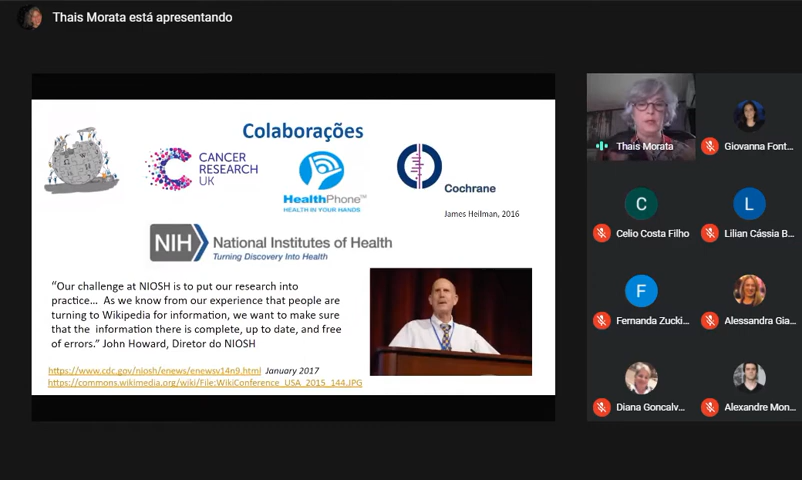 Thais Morata está apresentando
Colaborações
CANCER
RESEARCH
UK
HealthPhone™
HEALTH IN YOUR HANDS
Cochrane
James Heilman, 2016
NIH National Institutes of Health
Turning Discovery Into Health
“Our challenge at NIOSH is to put our research into
practice… As we know from our experience that people are
turning to Wikipedia for information, we want to make sure
that the information there is complete, up to date, and free
of errors.” John Howard, Diretor do NIOSH
https://www.cdc.gov/niosh/enews/enewsv14n9.html January 2017
https://commons.wikimedia.org/wiki/File:WikiConference_USA_2015_144.JPG
Thais Morata
Giovanna Font...
C
Celio Costa Filho
L
Lilian Cássia B...
F
Fernanda Zucki...
Alessandra Gia...
Diana Goncalv...
Alexandre Mon...